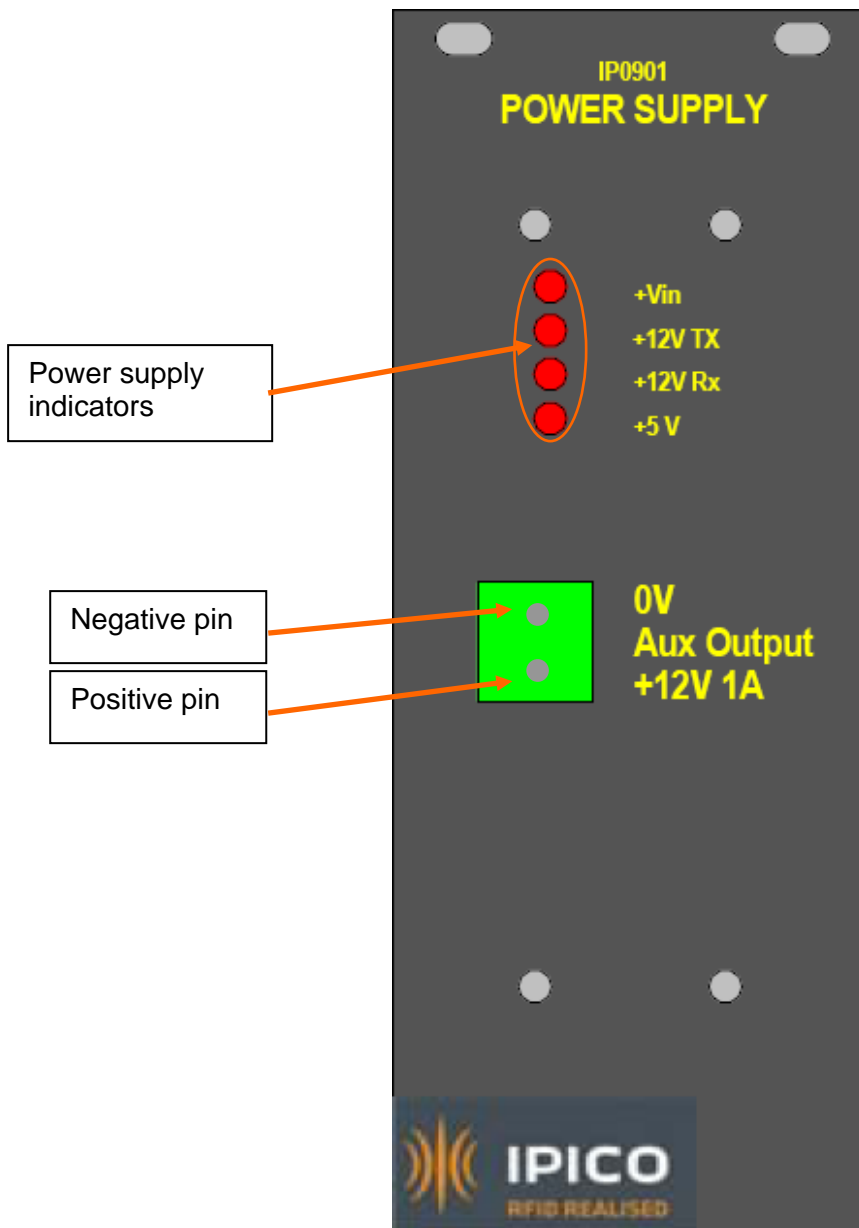 IP0901
POWER SUPPLY
+Vin
+12V TX
+12V Rx
+5 V
Power supply
indicators
Negative pin
Positive pin
0V
Aux Output
+12V 1A
IPICO
RFID REALISED